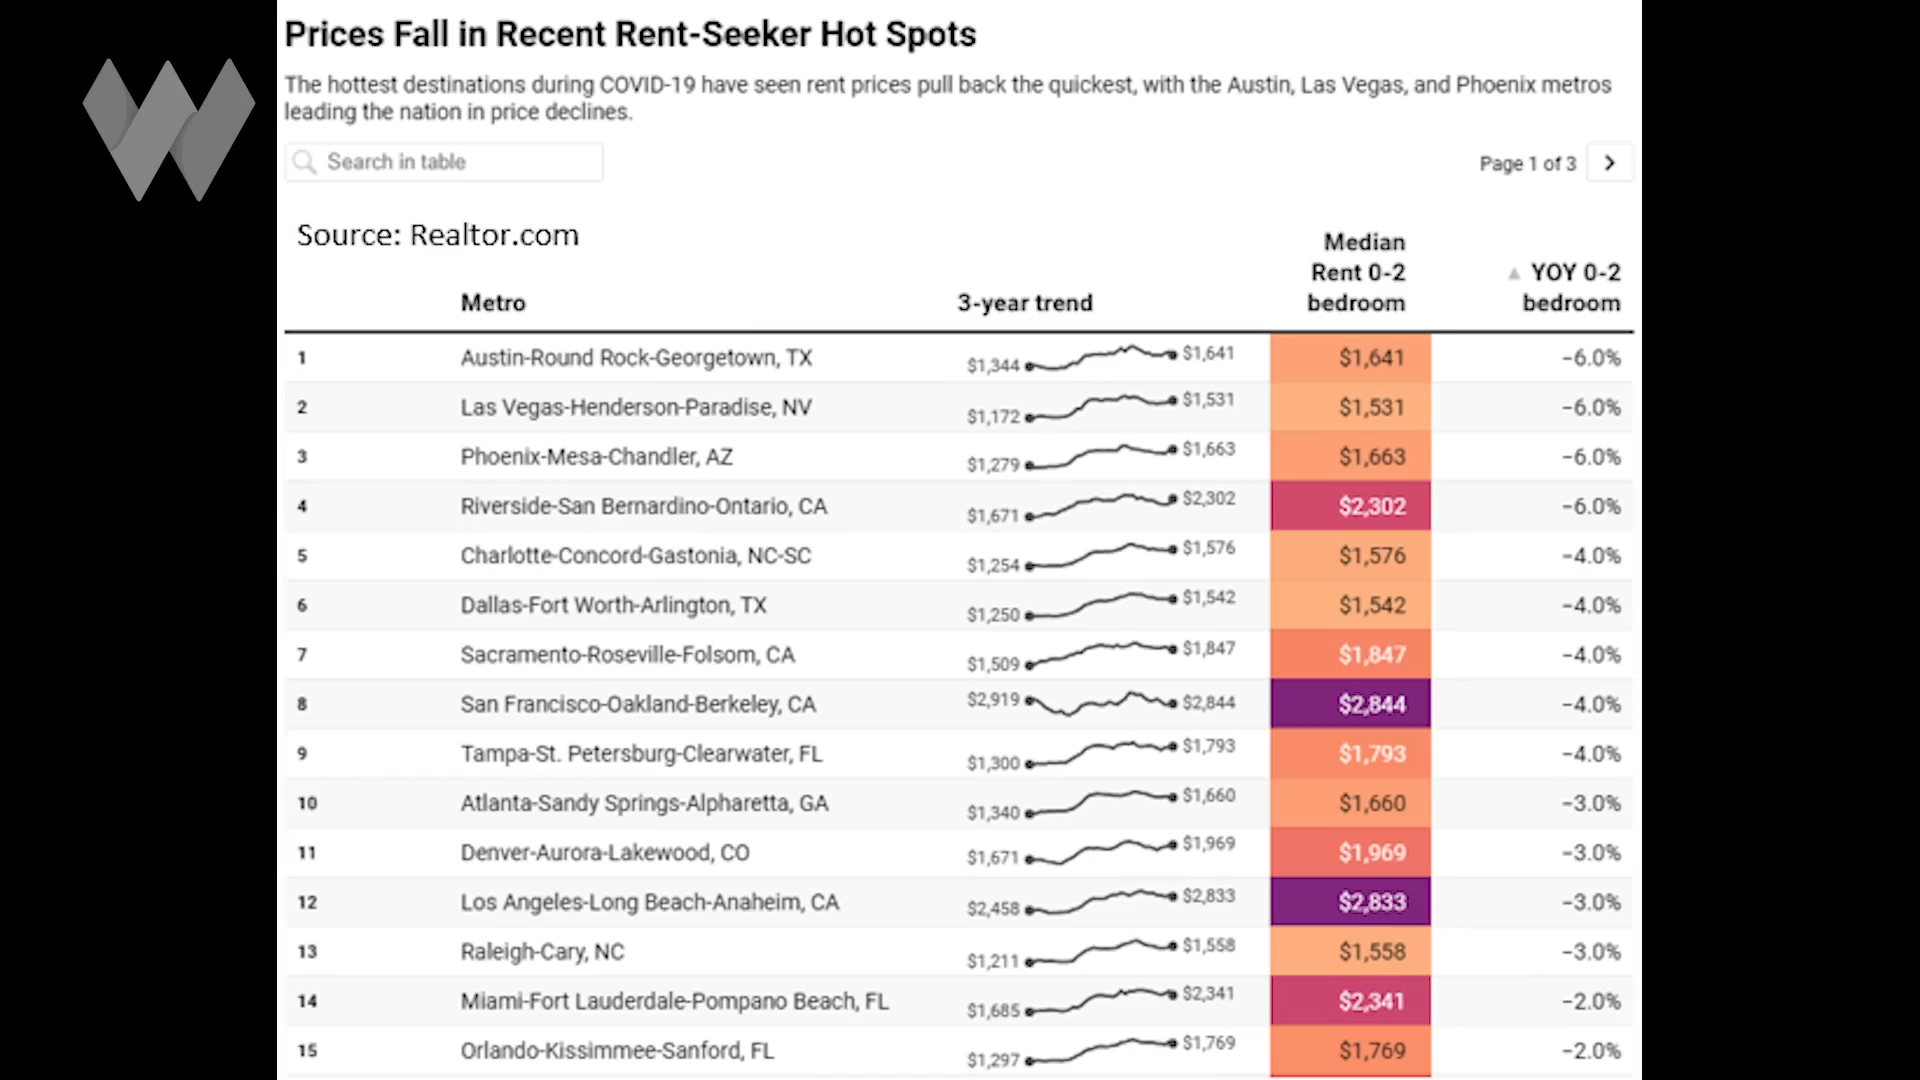 Prices Fall in Recent Rent-Seeker Hot Spots
The hottest destinations during COVID-19 have seen rent prices pull back the quickest, with the Austin, Las Vegas, and Phoenix metros
leading the nation in price declines.
Search in table
Page 1 of 3 >
Source: Realtor.com
Metro
3-year trend
Median
Rent 0-2
bedroom
▲ YOY 0-2
bedroom
1 Austin-Round Rock-Georgetown, TX $1,344 $1,641 $1,641 −6.0%
2 Las Vegas-Henderson-Paradise, NV $1,172 $1,531 $1,531 −6.0%
3 Phoenix-Mesa-Chandler, AZ $1,279 $1,663 $1,663 −6.0%
4 Riverside-San Bernardino-Ontario, CA $1,671 $2,302 $2,302 −6.0%
5 Charlotte-Concord-Gastonia, NC-SC $1,254 $1,576 $1,576 −4.0%
6 Dallas-Fort Worth-Arlington, TX $1,250 $1,542 $1,542 −4.0%
7 Sacramento-Roseville-Folsom, CA $1,509 $1,847 $1,847 −4.0%
8 San Francisco-Oakland-Berkeley, CA $2,919 $2,844 $2,844 −4.0%
9 Tampa-St. Petersburg-Clearwater, FL $1,300 $1,793 $1,793 −4.0%
10 Atlanta-Sandy Springs-Alpharetta, GA $1,340 $1,660 $1,660 −3.0%
11 Denver-Aurora-Lakewood, CO $1,671 $1,969 $1,969 −3.0%
12 Los Angeles-Long Beach-Anaheim, CA $2,458 $2,833 $2,833 −3.0%
13 Raleigh-Cary, NC $1,211 $1,558 $1,558 −3.0%
14 Miami-Fort Lauderdale-Pompano Beach, FL $1,685 $2,341 $2,341 −2.0%
15 Orlando-Kissimmee-Sanford, FL $1,297 $1,769 $1,769 −2.0%